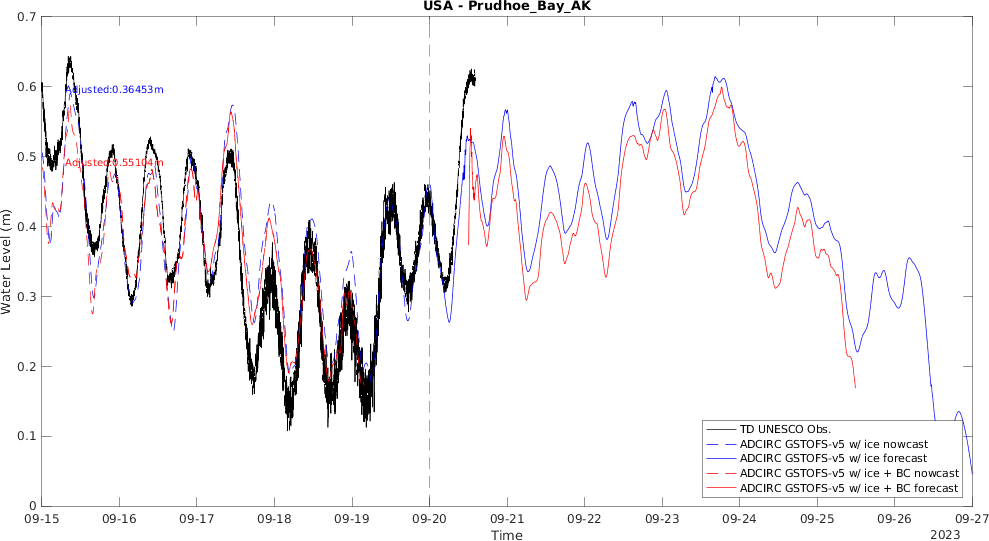 USA - Prudhoe_Bay_AK
0.7
0.6
0.5
0.4
0.3
0.2
0.1
0
Water Level (m)
Adjusted:0.36453m
Adjusted:0.55104m
TD UNESCO Obs.
ADCIRC GSTOFS-v5 w/ ice nowcast
ADCIRC GSTOFS-v5 w/ ice forecast
ADCIRC GSTOFS-v5 w/ ice + BC nowcast
ADCIRC GSTOFS-v5 w/ ice + BC forecast
09-15 09-16 09-17 09-18 09-19 09-20 09-21 09-22 09-23 09-24 09-25 09-26 09-27
Time
2023